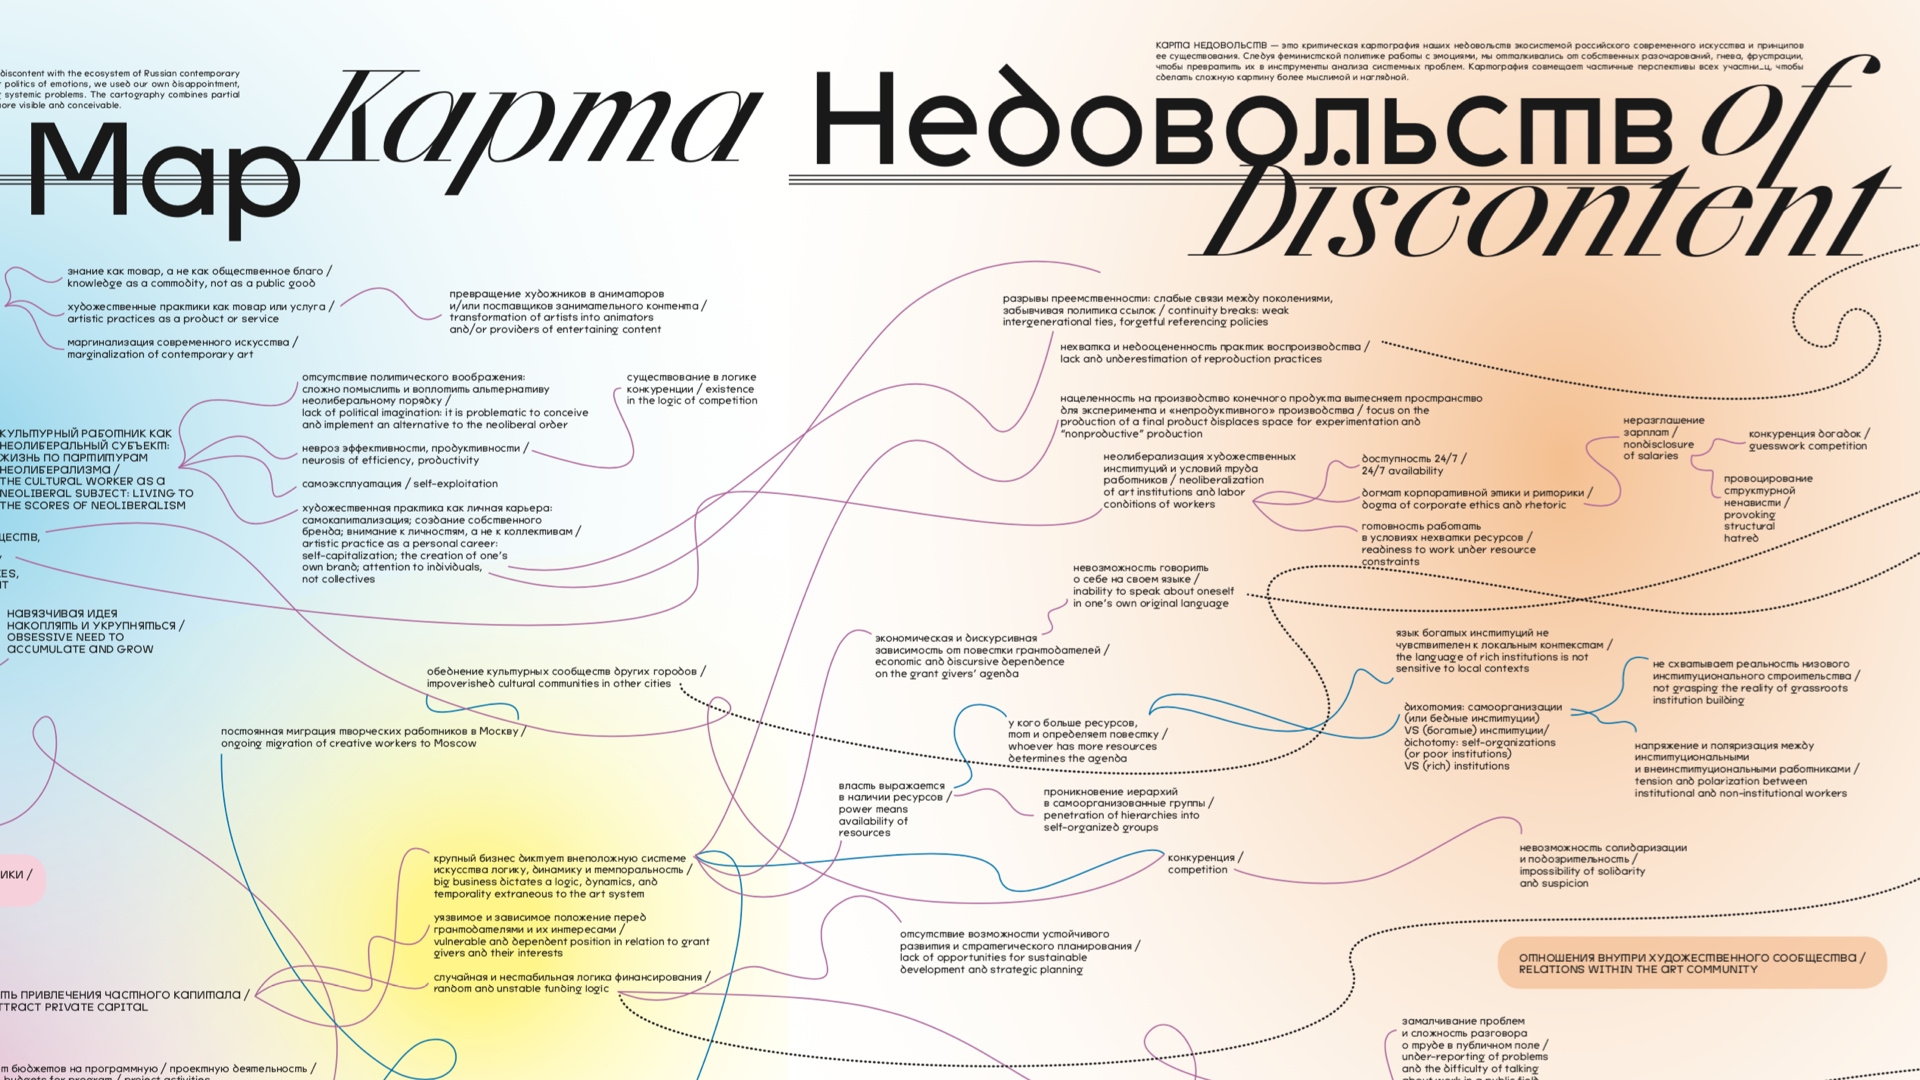 discontent with the ecosystem of Russian contemporary
politics of emotions, we used our own disappointment,
systemic problems. The cartography combines partial
more visible and conceivable.
КАРТА НЕДОВОЛЬСТВ — это критическая картография наших недовольств экосистемой российского современного искусства и принципов
ее существования. Следуя феминистской политике работы с эмоциями, мы отталкивались от собственных разочарований, гнева, фрустрации,
чтобы превратить их в инструменты анализа системных проблем. Картография совмещает частичные перспективы всех участни_ц, чтобы
сделать сложную картину более мыслимой и наглядной.
Map Карта Недовольств of
Discontent
знание как товар, а не как общественное благо /
knowledge as a commodity, not as a public good
художественные практики как товар или услуга /
artistic practices as a product or service
маргинализация современного искусства /
marginalization of contemporary art
превращение художников в аниматоров
и/или поставщиков занимательного контента /
transformation of artists into animators
and/or providers of entertaining content
КУЛЬТУРНЫЙ РАБОТНИК КАК
НЕОЛИБЕРАЛЬНЫЙ СУБЪЕКТ:
ЖИЗНЬ ПО ПАРТИТУРАМ
НЕОЛИБЕРАЛИЗМА /
THE CULTURAL WORKER AS A
NEOLIBERAL SUBJECT: LIVING TO
THE SCORES OF NEOLIBERALISM
отсутствие политического воображения:
сложно помыслить и воплотить альтернативу
неолиберальному порядку /
lack of political imagination: it is problematic to conceive
and implement an alternative to the neoliberal order
невроз эффективности, продуктивности /
neurosis of efficiency, productivity
самоэксплуатация / self-exploitation
художественная практика как личная карьера:
самокапитализация; создание собственного
бренда; внимание к личностям, а не к коллективам /
artistic practice as a personal career:
self-capitalization; the creation of one's
own brand; attention to individuals,
not collectives
существование в логике
конкуренции / existence
in the logic of competition
НАВЯЗЧИВАЯ ИДЕЯ
НАКОПЛЯТЬ И УКРУПНЯТЬСЯ /
OBSESSIVE NEED TO
ACCUMULATE AND GROW
обеднение культурных сообществ других городов /
impoverished cultural communities in other cities
постоянная миграция творческих работников в Москву /
ongoing migration of creative workers to Moscow
крупный бизнес диктует внеположную системе
искусства логику, динамику и темпоральность /
big business dictates a logic, dynamics, and
temporality extraneous to the art system
уязвимое и зависимое положение перед
грантодателями и их интересами /
vulnerable and dependent position in relation to grant
givers and their interests
случайная и нестабильная логика финансирования /
random and unstable funding logic
ТЬ ПРИВЛЕЧЕНИЯ ЧАСТНОГО КАПИТАЛА /
TTRACT PRIVATE CAPITAL
т бюджетов на программную / проектную деятельность /
budgets for program / project activities
разрывы преемственности: слабые связи между поколениями,
забывчивая политика ссылок / continuity breaks: weak
intergenerational ties, forgetful referencing policies
нехватка и недооцененность практик воспроизводства /
lack and underestimation of reproduction practices
нацеленность на производство конечного продукта вытесняет пространство
для эксперимента и «непродуктивного» производства / focus on the
production of a final product displaces space for experimentation and
"nonproductive" production
неолиберализация художественных
институций и условий труда
работников / neoliberalization
of art institutions and labor
conditions of workers
доступность 24/7 /
24/7 availability
догмат корпоративной этики и риторики /
dogma of corporate ethics and rhetoric
готовность работать
в условиях нехватки ресурсов /
readiness to work under resource
constraints
неразглашение
зарплат /
nondisclosure
of salaries
конкуренция догадок /
guesswork competition
провоцирование
структурной
ненависти /
provoking
structural
hatred
невозможность говорить
о себе на своем языке /
inability to speak about oneself
in one's own original language
экономическая и дискурсивная
зависимость от повестки грантодателей /
economic and discursive dependence
on the grant givers' agenda
у кого больше ресурсов,
тот и определяет повестку /
whoever has more resources
determines the agenda
власть выражается
в наличии ресурсов /
power means
availability of
resources
проникновение иерархий
в самоорганизованные группы /
penetration of hierarchies into
self-organized groups
язык богатых институций не
чувствителен к локальным контекстам /
the language of rich institutions is not
sensitive to local contexts
дихотомия: самоорганизации
(или бедные институции)
VS (богатые) институции/
dichotomy: self-organizations
(or poor institutions)
VS (rich) institutions
не схватывает реальность низового
институционального строительства /
not grasping the reality of grassroots
institution building
напряжение и поляризация между
институциональными
и внеинституциональными работниками /
tension and polarization between
institutional and non-institutional workers
конкуренция /
competition
невозможность солидаризации
и подозрительность /
impossibility of solidarity
and suspicion
отсутствие возможности устойчивого
развития и стратегического планирования /
lack of opportunities for sustainable
development and strategic planning
ОТНОШЕНИЯ ВНУТРИ ХУДОЖЕСТВЕННОГО СООБЩЕСТВА /
RELATIONS WITHIN THE ART COMMUNITY
замалчивание проблем
и сложность разговора
о труде в публичном поле /
under-reporting of problems
and the difficulty of talking
about work in a public field